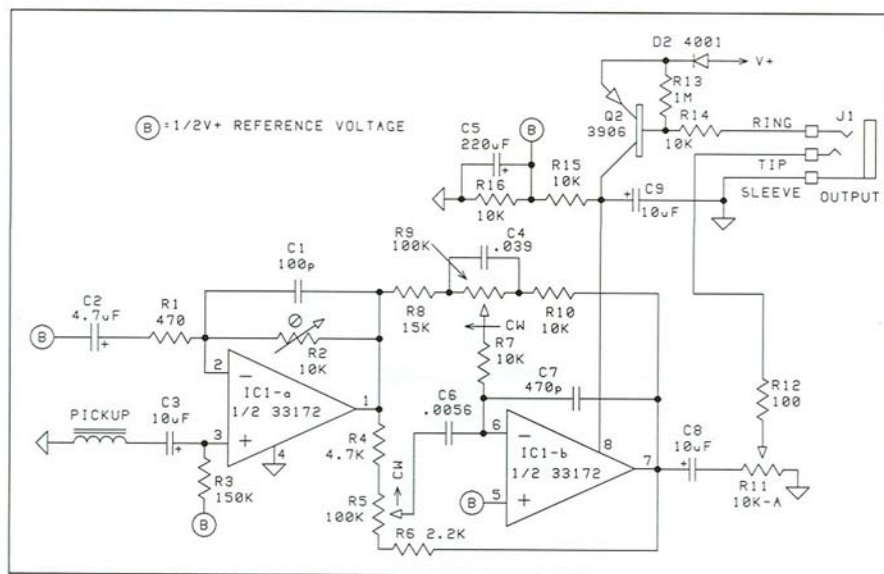 D2 4001
V+
R13
1M
Q2
3906
R14
10K
RING
J1
TIP
SLEEVE
OUTPUT
B =1/2V+ REFERENCE VOLTAGE
C5
220uF
+
B
R16
10K
R15
10K
+
C9
10uF
R9
100K
C4
.039
C1
100p
R8
15K
R10
10K
CW
C2
4.7uF
B
+
R1
470
R2
10K
R7
10K
C7
470p
R12
100
2
−
IC1-a
1/2 33172
1
3
+
4
PICKUP
C3
10uF
+
R3
150K
B
R4
4.7K
C6
.0056
CW
R5
100K
R6 2.2K
6
−
IC1-b
1/2 33172
8
7
B
5
+
C8
10uF
+
R11
10K-A